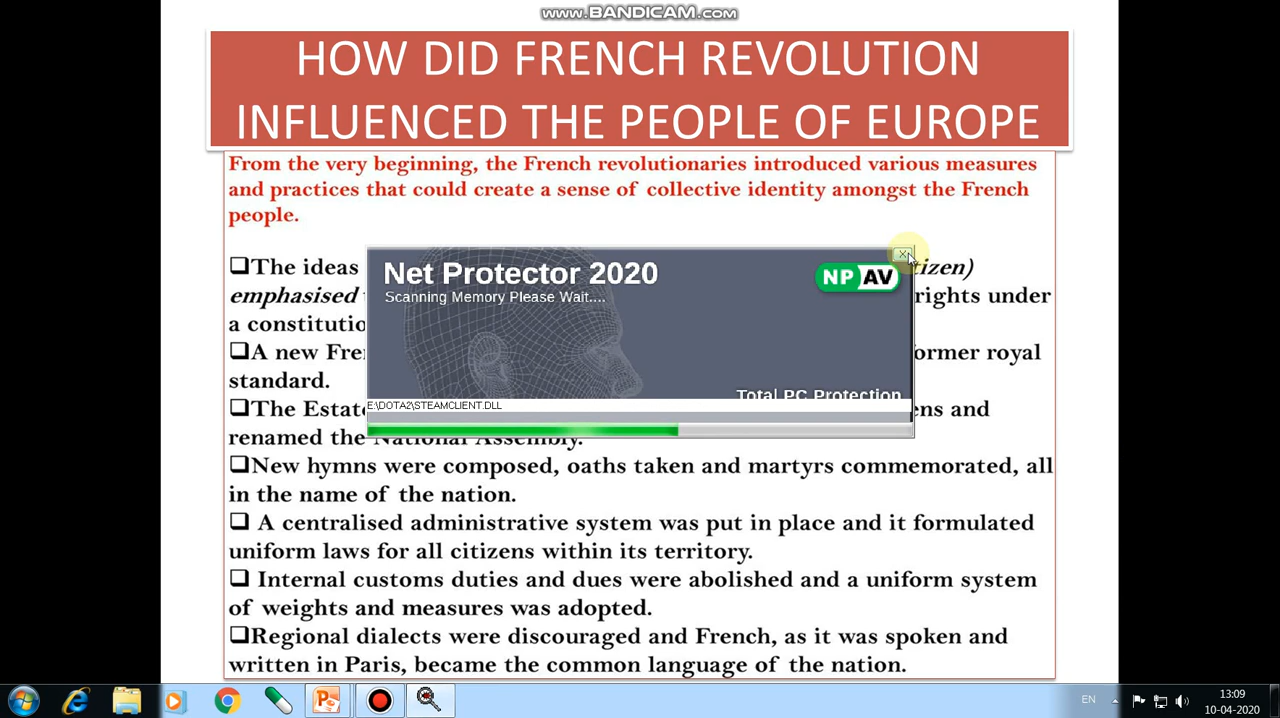 www.BANDICAM.com
HOW DID FRENCH REVOLUTION
INFLUENCED THE PEOPLE OF EUROPE
From the very beginning, the French revolutionaries introduced various measures
and practices that could create a sense of collective identity amongst the French
people.
The ideas tizen)
emphasised rights under
a constitutio
A new Fre ormer royal
standard.
The Estate ens and
renamed the National Assembly.
New hymns were composed, oaths taken and martyrs commemorated, all
in the name of the nation.
A centralised administrative system was put in place and it formulated
uniform laws for all citizens within its territory.
Internal customs duties and dues were abolished and a uniform system
of weights and measures was adopted.
Regional dialects were discouraged and French, as it was spoken and
written in Paris, became the common language of the nation.
Net Protector 2020
NP AV
Scanning Memory Please Wait....
Total PC Protection
E:\DOTA2\STEAMCLIENT.DLL
EN
13:09
10-04-2020